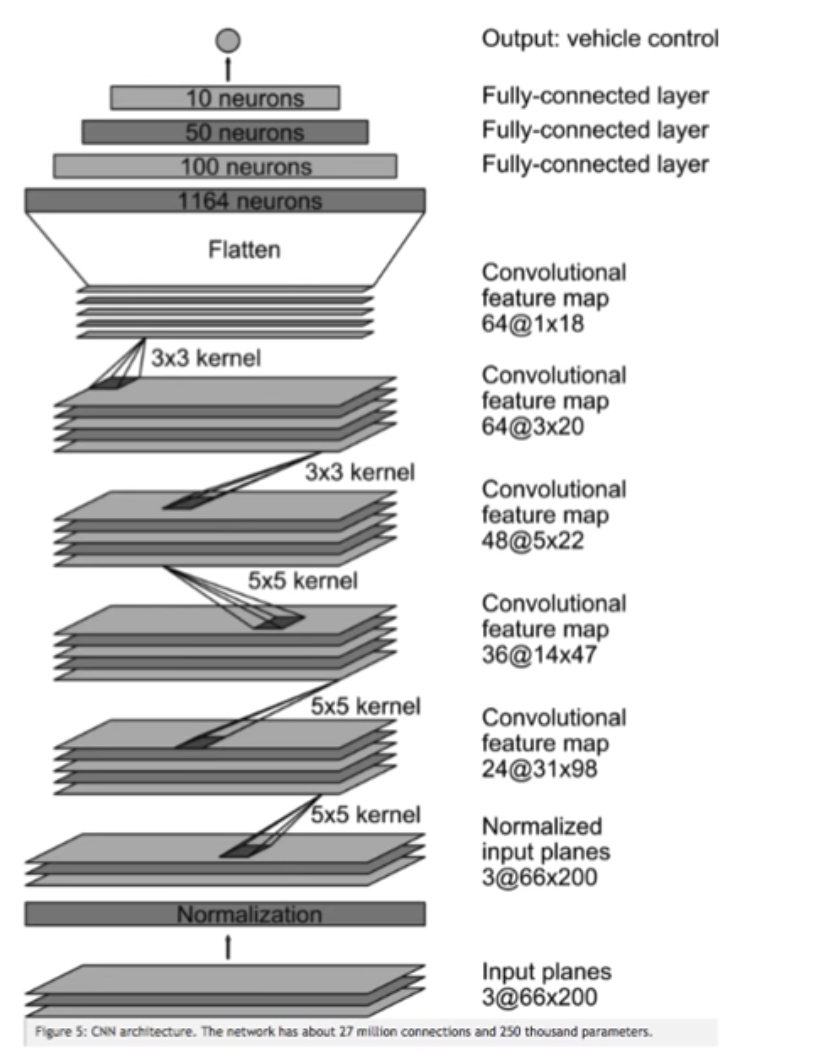 Output: vehicle control
10 neurons
Fully-connected layer
50 neurons
Fully-connected layer
100 neurons
Fully-connected layer
1164 neurons
Flatten
Convolutional
feature map
64@1x18
3x3 kernel
Convolutional
feature map
64@3x20
3x3 kernel
Convolutional
feature map
48@5x22
5x5 kernel
Convolutional
feature map
36@14x47
5x5 kernel
Convolutional
feature map
24@31x98
5x5 kernel
Normalized
input planes
3@66x200
Normalization
Input planes
3@66x200
Figure 5: CNN architecture. The network has about 27 million connections and 250 thousand parameters.